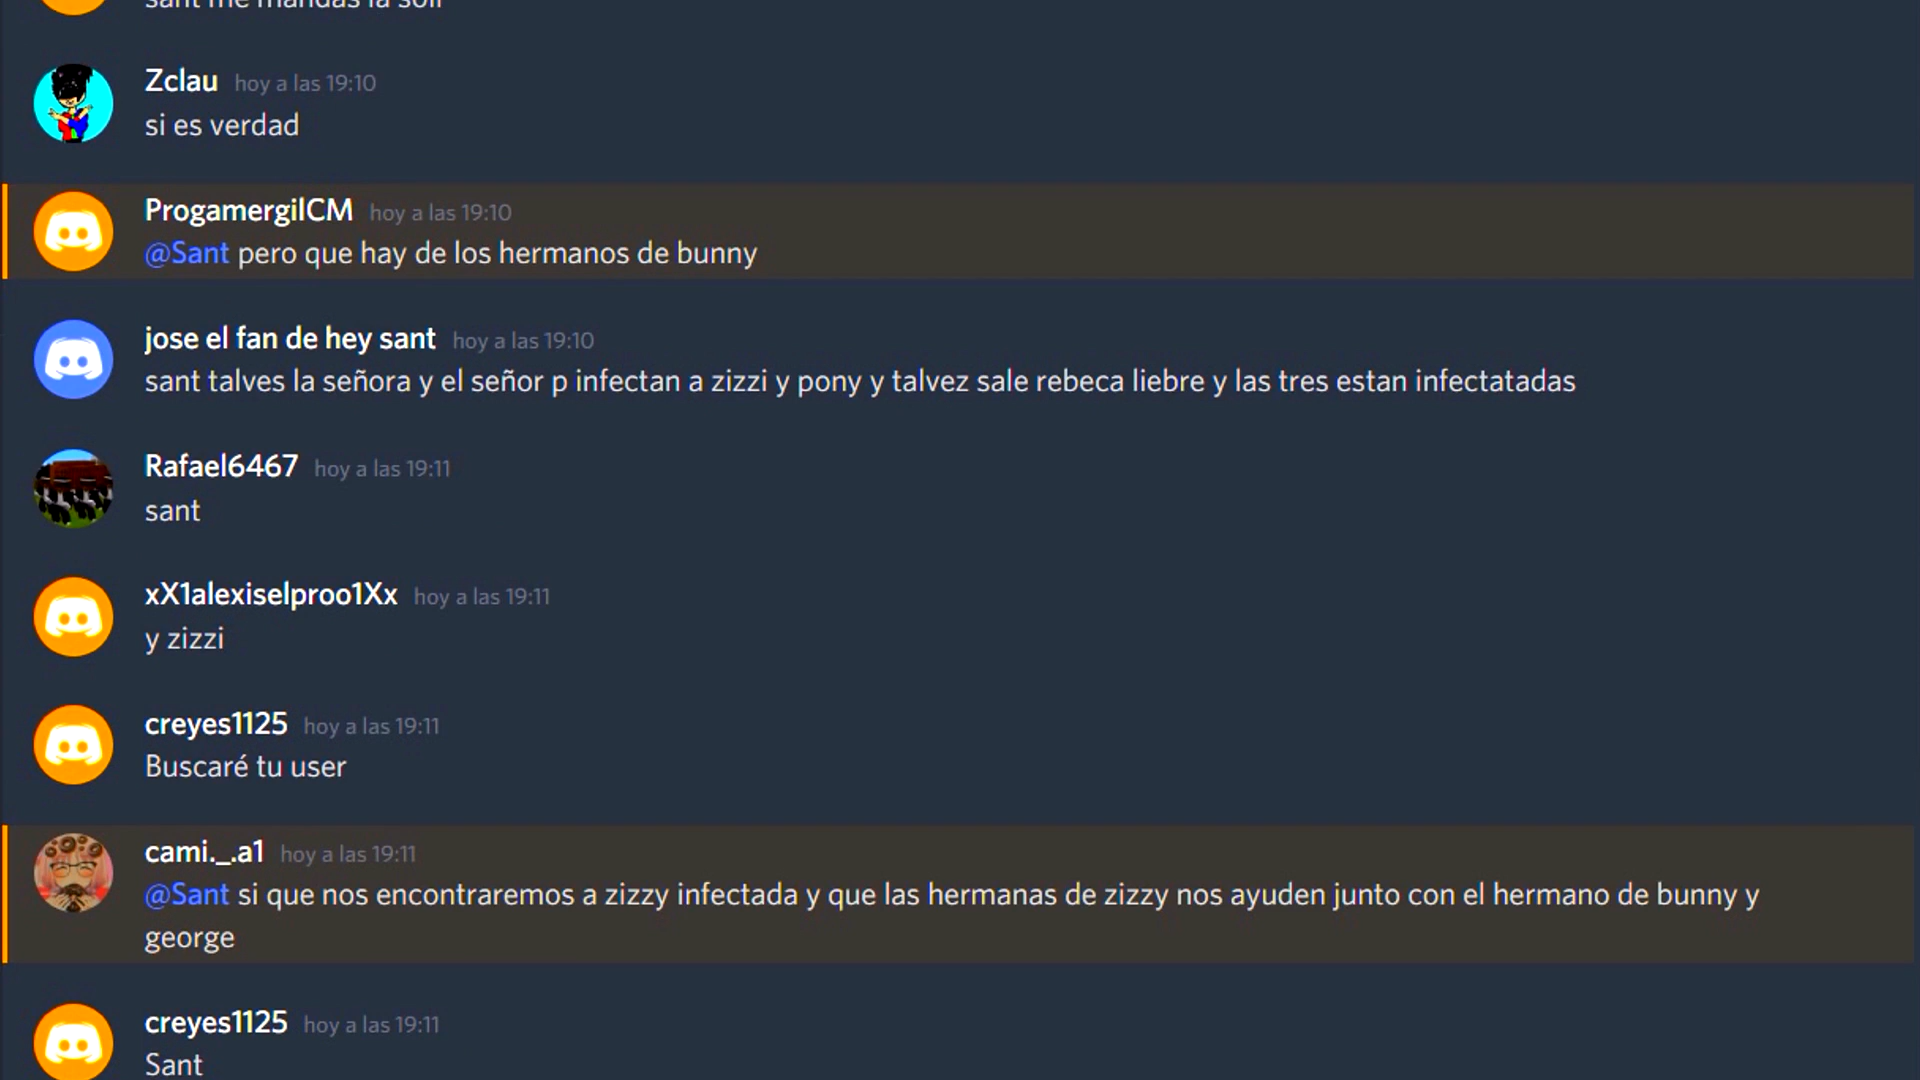 sant me mandas la soli
Zclau hoy a las 19:10
si es verdad
ProgamergilCM hoy a las 19:10
@Sant pero que hay de los hermanos de bunny
jose el fan de hey sant hoy a las 19:10
sant talves la señora y el señor p infectan a zizzi y pony y talvez sale rebeca liebre y las tres estan infectatadas
Rafael6467 hoy a las 19:11
sant
xX1alexiselproo1Xx hoy a las 19:11
y zizzi
creyes1125 hoy a las 19:11
Buscaré tu user
cami._.a1 hoy a las 19:11
@Sant si que nos encontraremos a zizzy infectada y que las hermanas de zizzy nos ayuden junto con el hermano de bunny y
george
creyes1125 hoy a las 19:11
Sant